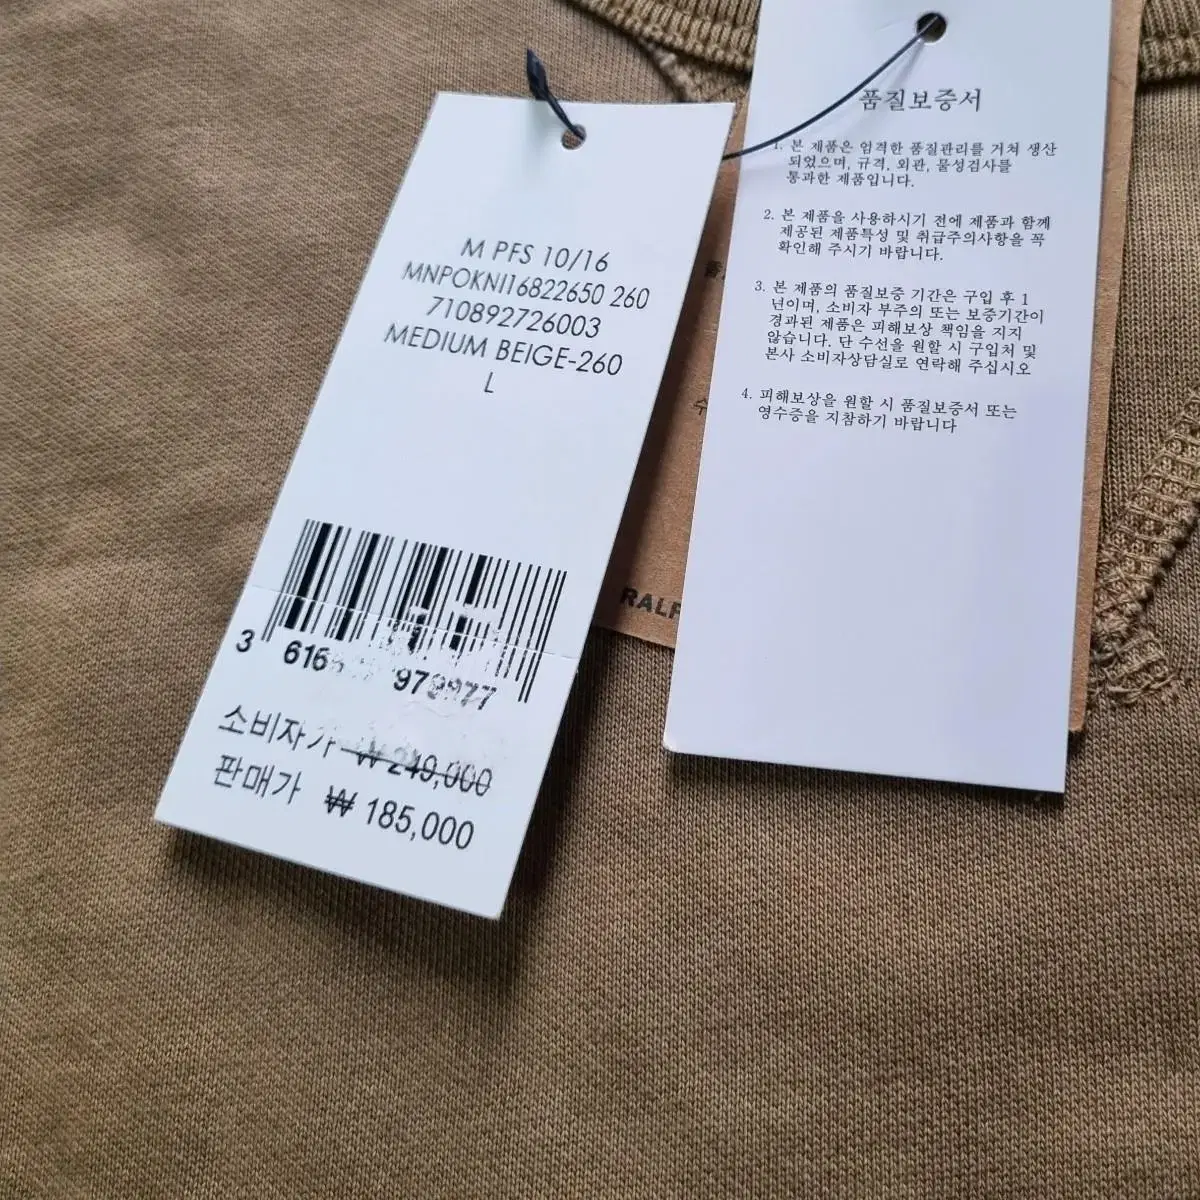 M PFS 10/16
MNPOKNI16822650 260
710892726003
MEDIUM BEIGE-260
L
3 616 979977
소비자가 ₩ 249,000
판매가 ₩ 185,000
품질보증서
1. 본 제품은 엄격한 품질관리를 거쳐 생산
되었으며, 규격, 외관, 물성검사를
통과한 제품입니다.
2. 본 제품을 사용하시기 전에 제품과 함께
제공된 제품특성 및 취급주의사항을 꼭
확인해 주시기 바랍니다.
3. 본 제품의 품질보증 기간은 구입 후 1
년이며, 소비자 부주의 또는 보증기간이
경과된 제품은 피해보상 책임을 지지
않습니다. 단 수선을 원할 시 구입처 및
본사 소비자상담실로 연락해 주십시오
4. 피해보상을 원할 시 품질보증서 또는
영수증을 지참하기 바랍니다
수
RALP